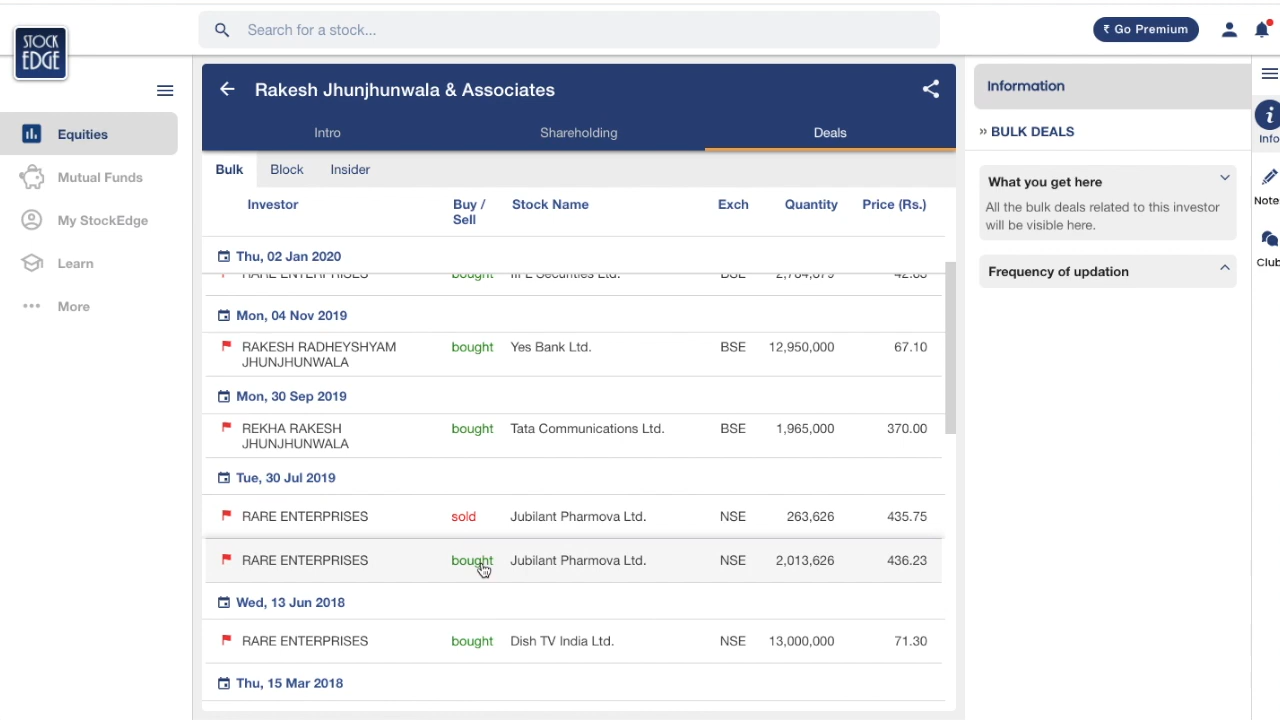 STOCK
EDGE
Search for a stock...
₹ Go Premium
Equities
Mutual Funds
My StockEdge
Learn
More
Rakesh Jhunjhunwala & Associates
Intro Shareholding Deals
Bulk Block Insider
Investor Buy / Sell Stock Name Exch Quantity Price (Rs.)
Thu, 02 Jan 2020
bought
Mon, 04 Nov 2019
RAKESH RADHEYSHYAM bought Yes Bank Ltd. BSE 12,950,000 67.10
JHUNJHUNWALA
Mon, 30 Sep 2019
REKHA RAKESH bought Tata Communications Ltd. BSE 1,965,000 370.00
JHUNJHUNWALA
Tue, 30 Jul 2019
RARE ENTERPRISES sold Jubilant Pharmova Ltd. NSE 263,626 435.75
RARE ENTERPRISES bought Jubilant Pharmova Ltd. NSE 2,013,626 436.23
Wed, 13 Jun 2018
RARE ENTERPRISES bought Dish TV India Ltd. NSE 13,000,000 71.30
Thu, 15 Mar 2018
Information
» BULK DEALS
What you get here
All the bulk deals related to this investor
will be visible here.
Frequency of updation
i
Info
Note
Club